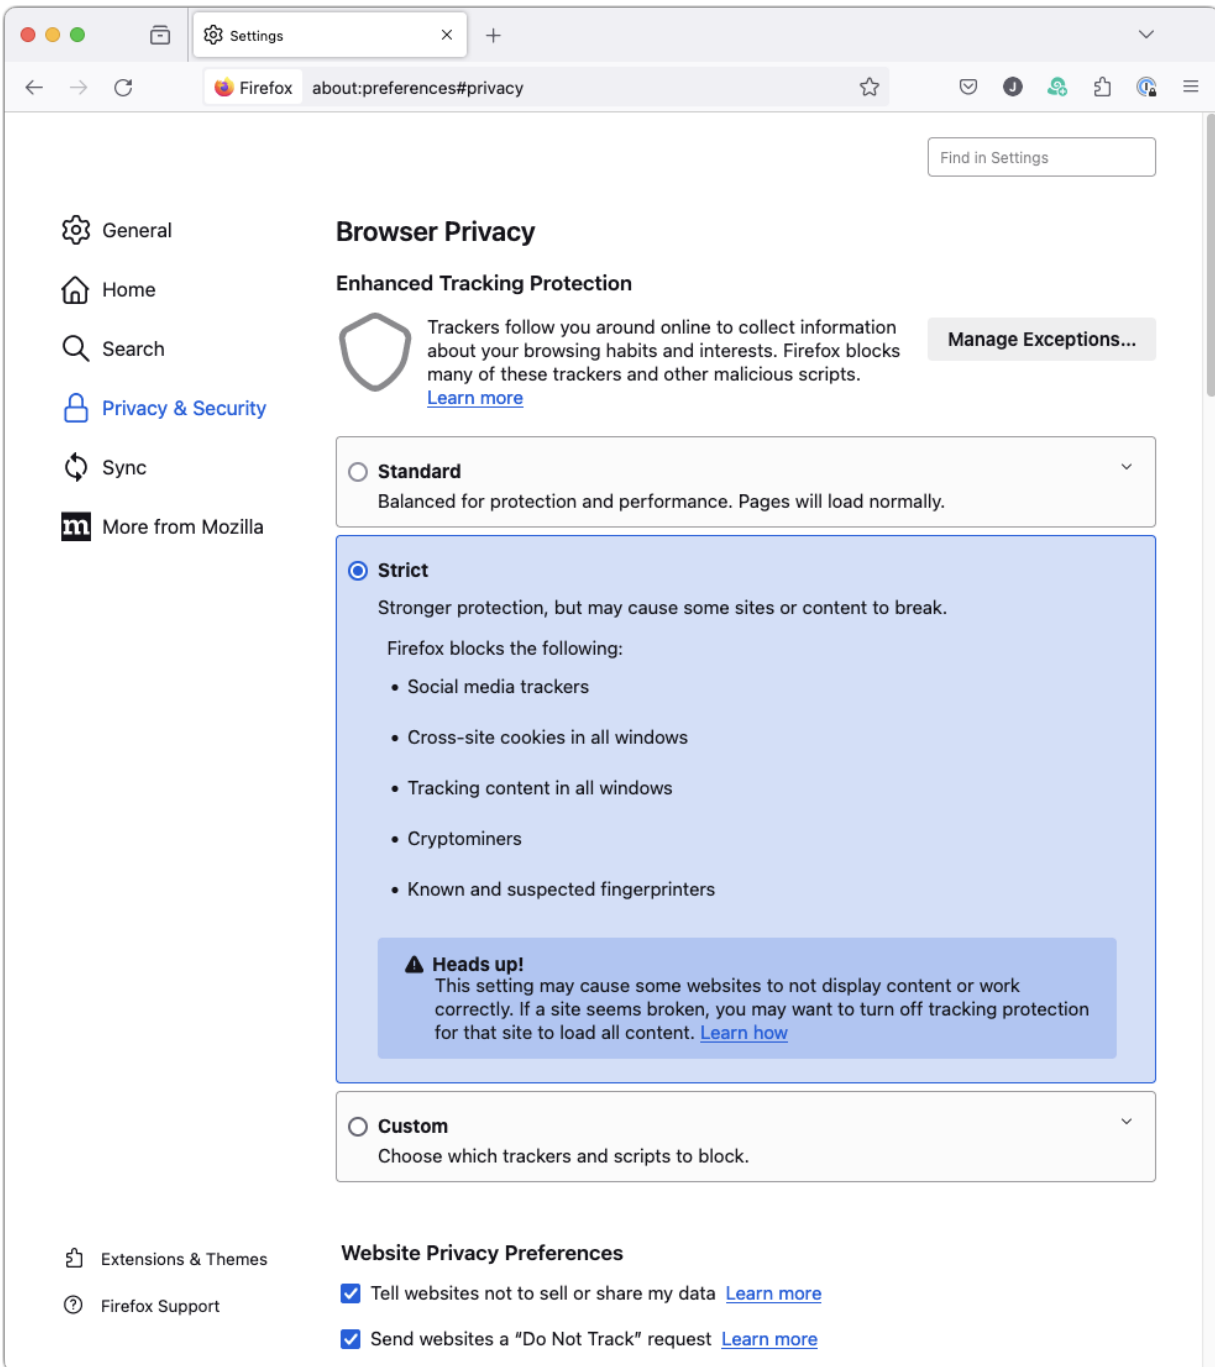 Settings
Firefox
about:preferences#privacy
J
Find in Settings
General
Home
Search
Privacy & Security
Sync
m
More from Mozilla
Extensions & Themes
Firefox Support
Browser Privacy
Enhanced Tracking Protection
Trackers follow you around online to collect information
about your browsing habits and interests. Firefox blocks
many of these trackers and other malicious scripts.
Learn more
Manage Exceptions...
Standard
Balanced for protection and performance. Pages will load normally.
Strict
Stronger protection, but may cause some sites or content to break.
Firefox blocks the following:
• Social media trackers
• Cross-site cookies in all windows
• Tracking content in all windows
• Cryptominers
• Known and suspected fingerprinters
Heads up!
This setting may cause some websites to not display content or work
correctly. If a site seems broken, you may want to turn off tracking protection
for that site to load all content. Learn how
Custom
Choose which trackers and scripts to block.
Website Privacy Preferences
Tell websites not to sell or share my data Learn more
Send websites a “Do Not Track” request Learn more